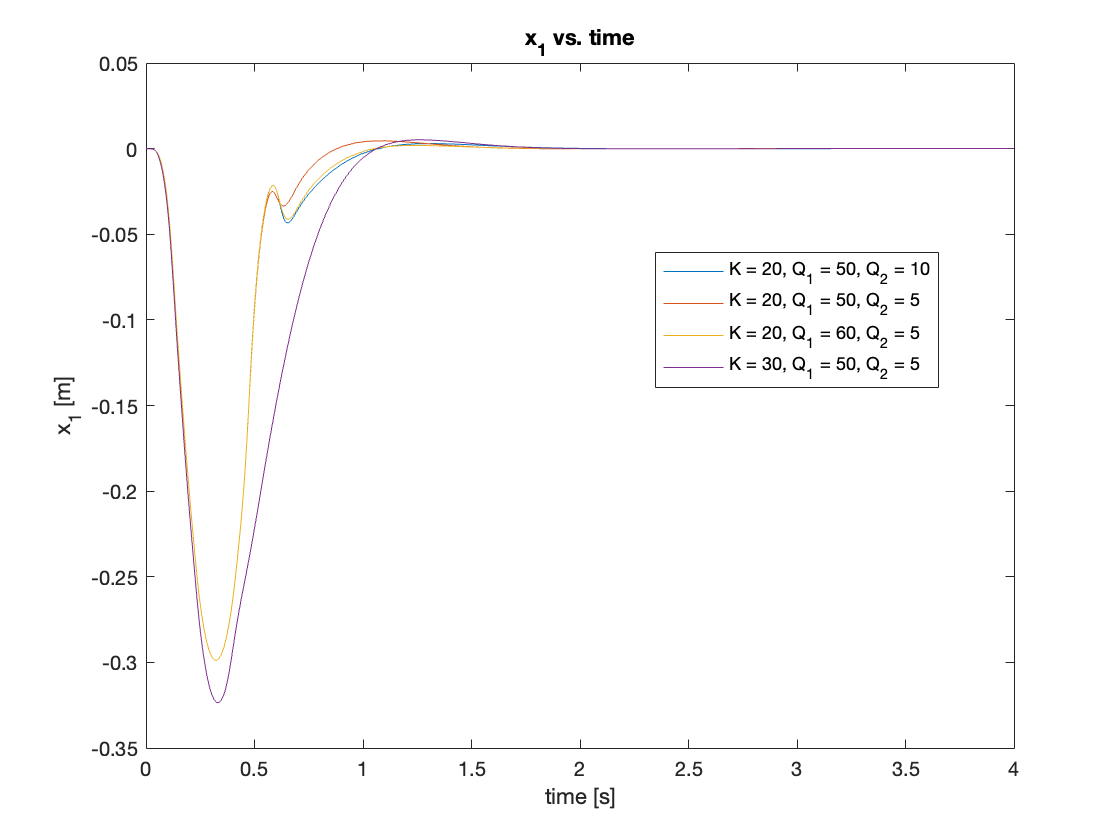 x₁ vs. time
0.05
0
-0.05
-0.1
-0.15
-0.2
-0.25
-0.3
-0.35
x₁ [m]
K = 20, Q₁ = 50, Q₂ = 10
K = 20, Q₁ = 50, Q₂ = 5
K = 20, Q₁ = 60, Q₂ = 5
K = 30, Q₁ = 50, Q₂ = 5
0 0.5 1 1.5 2 2.5 3 3.5 4
time [s]